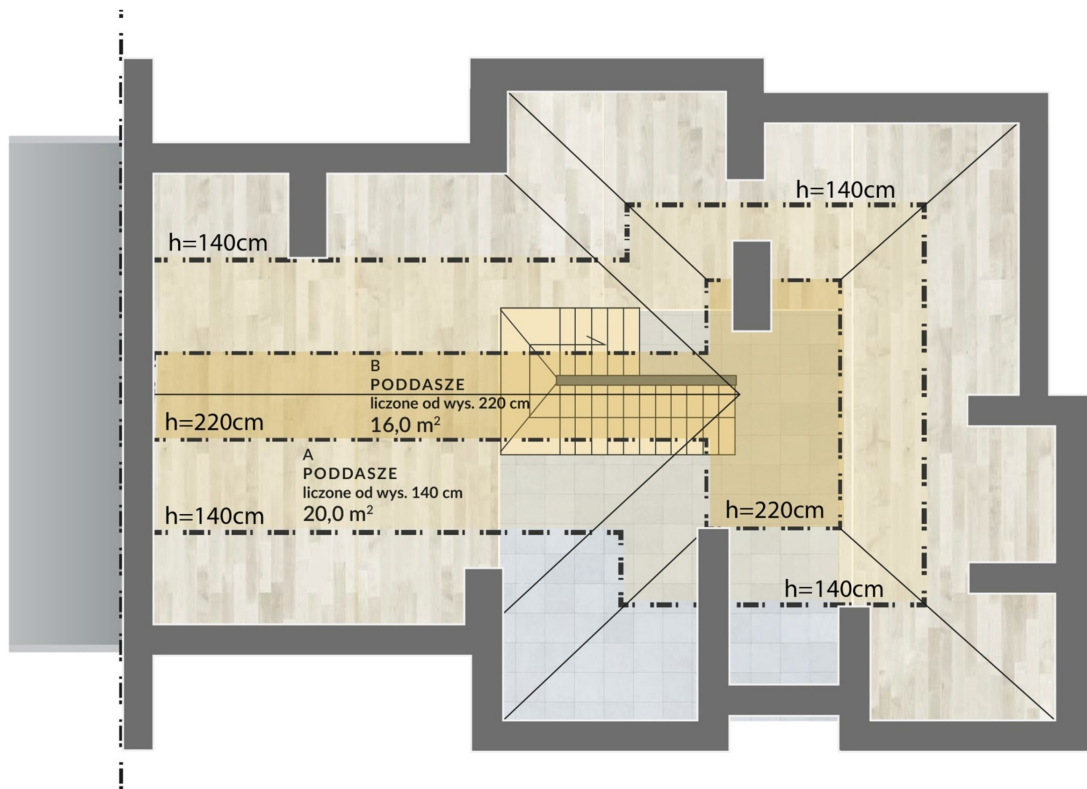 h=140cm
h=140cm
B
PODDASZE
liczone od wys. 220 cm
16,0 m²
h=220cm
A
PODDASZE
liczone od wys. 140 cm
20,0 m²
h=140cm
h=220cm
h=140cm